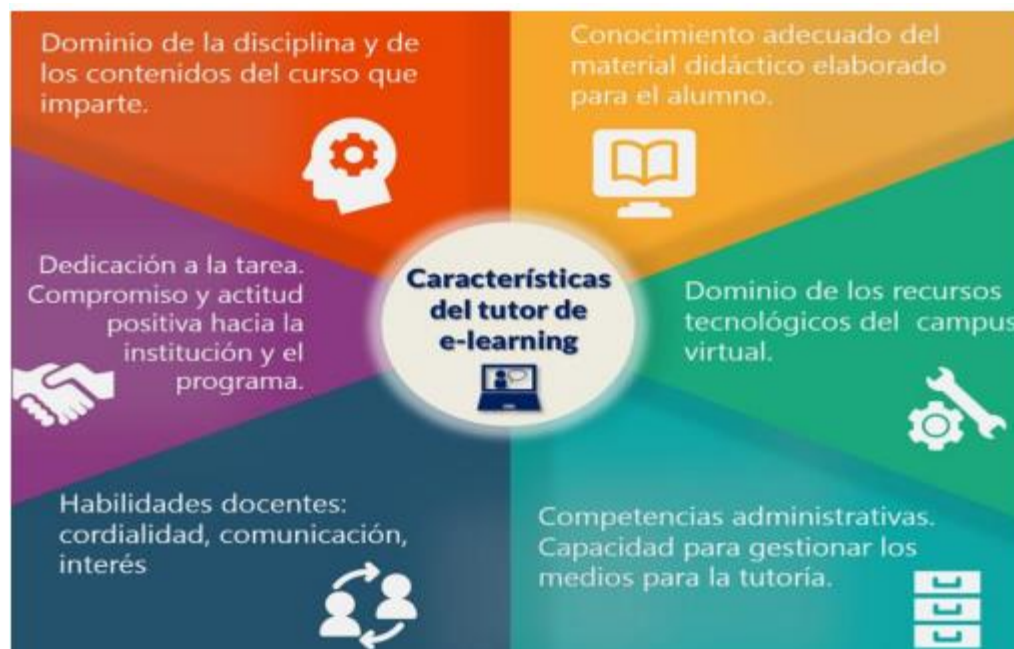 Dominio de la disciplina y de
los contenidos del curso que
imparte.
Conocimiento adecuado del
material didáctico elaborado
para el alumno.
Dedicación a la tarea.
Compromiso y actitud
positiva hacia la
institución y el
programa.
Características
del tutor de
e-learning
Dominio de los recursos
tecnológicos del campus
virtual.
Habilidades docentes:
cordialidad, comunicación,
interés
Competencias administrativas.
Capacidad para gestionar los
medios para la tutoría.